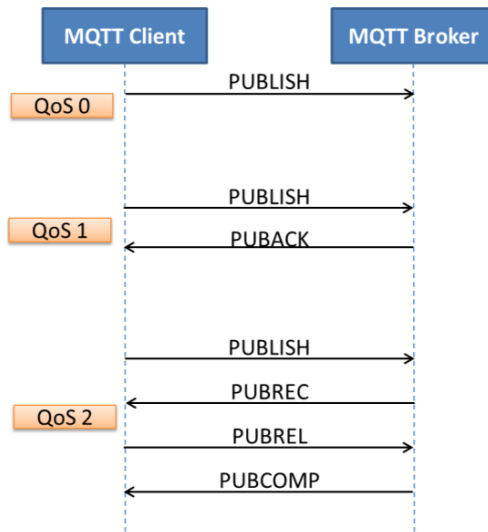 MQTT Client
MQTT Broker
PUBLISH
QoS 0
PUBLISH
QoS 1
PUBACK
PUBLISH
PUBREC
QoS 2
PUBREL
PUBCOMP